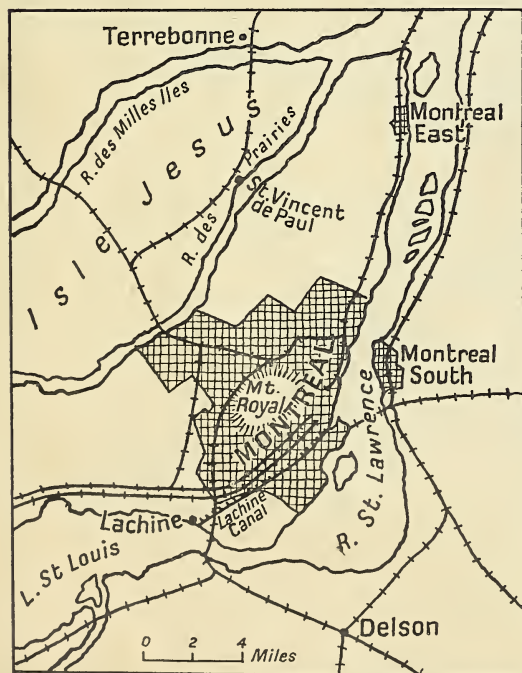 Terrebonne
R. des Milles Iles
Isle Jesus
Montreal
East
R. des Prairies
St. Vincent
de Paul
Montreal
South
Mt.
Royal
MONTREAL
R. St. Lawrence
Lachine
Lachine
Canal
L. St Louis
Delson
0 2 4
Miles